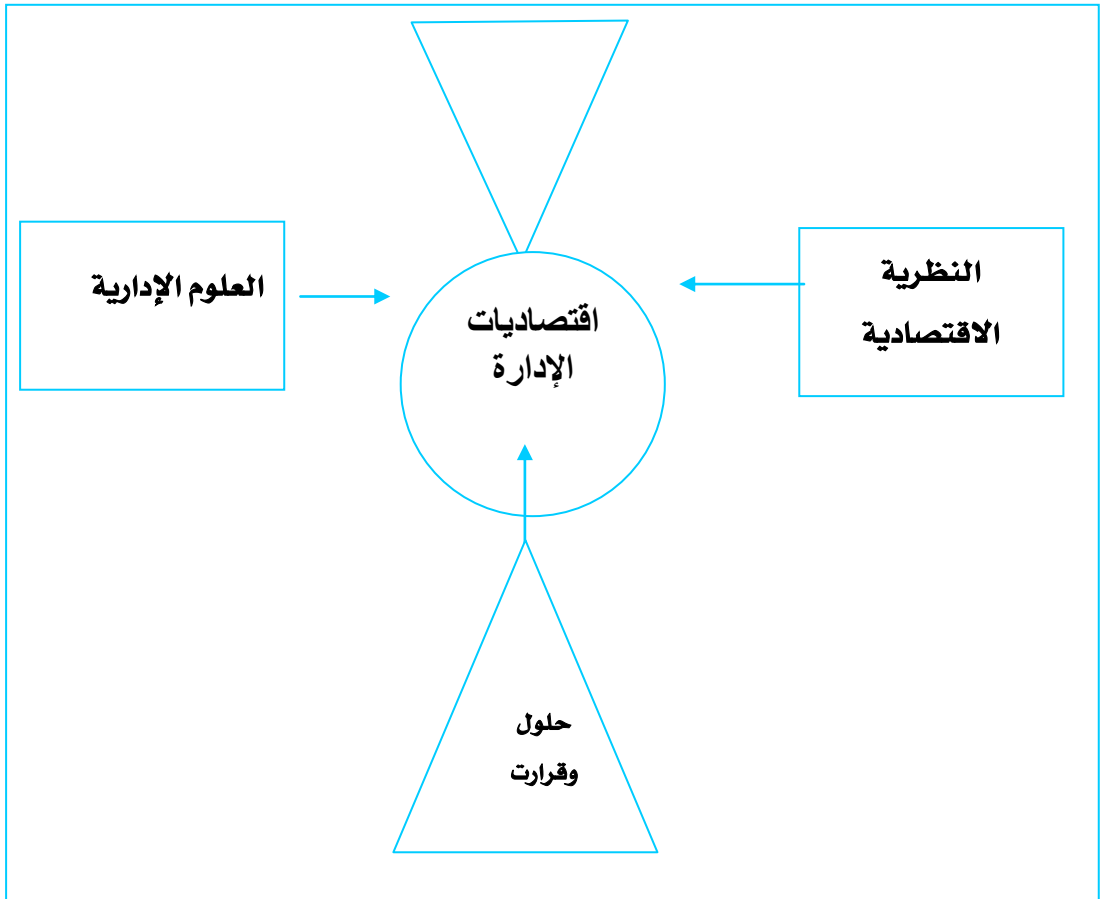 النظرية
الاقتصادية
اقتصاديات
الإدارة
العلوم الإدارية
حلول
وقرارت